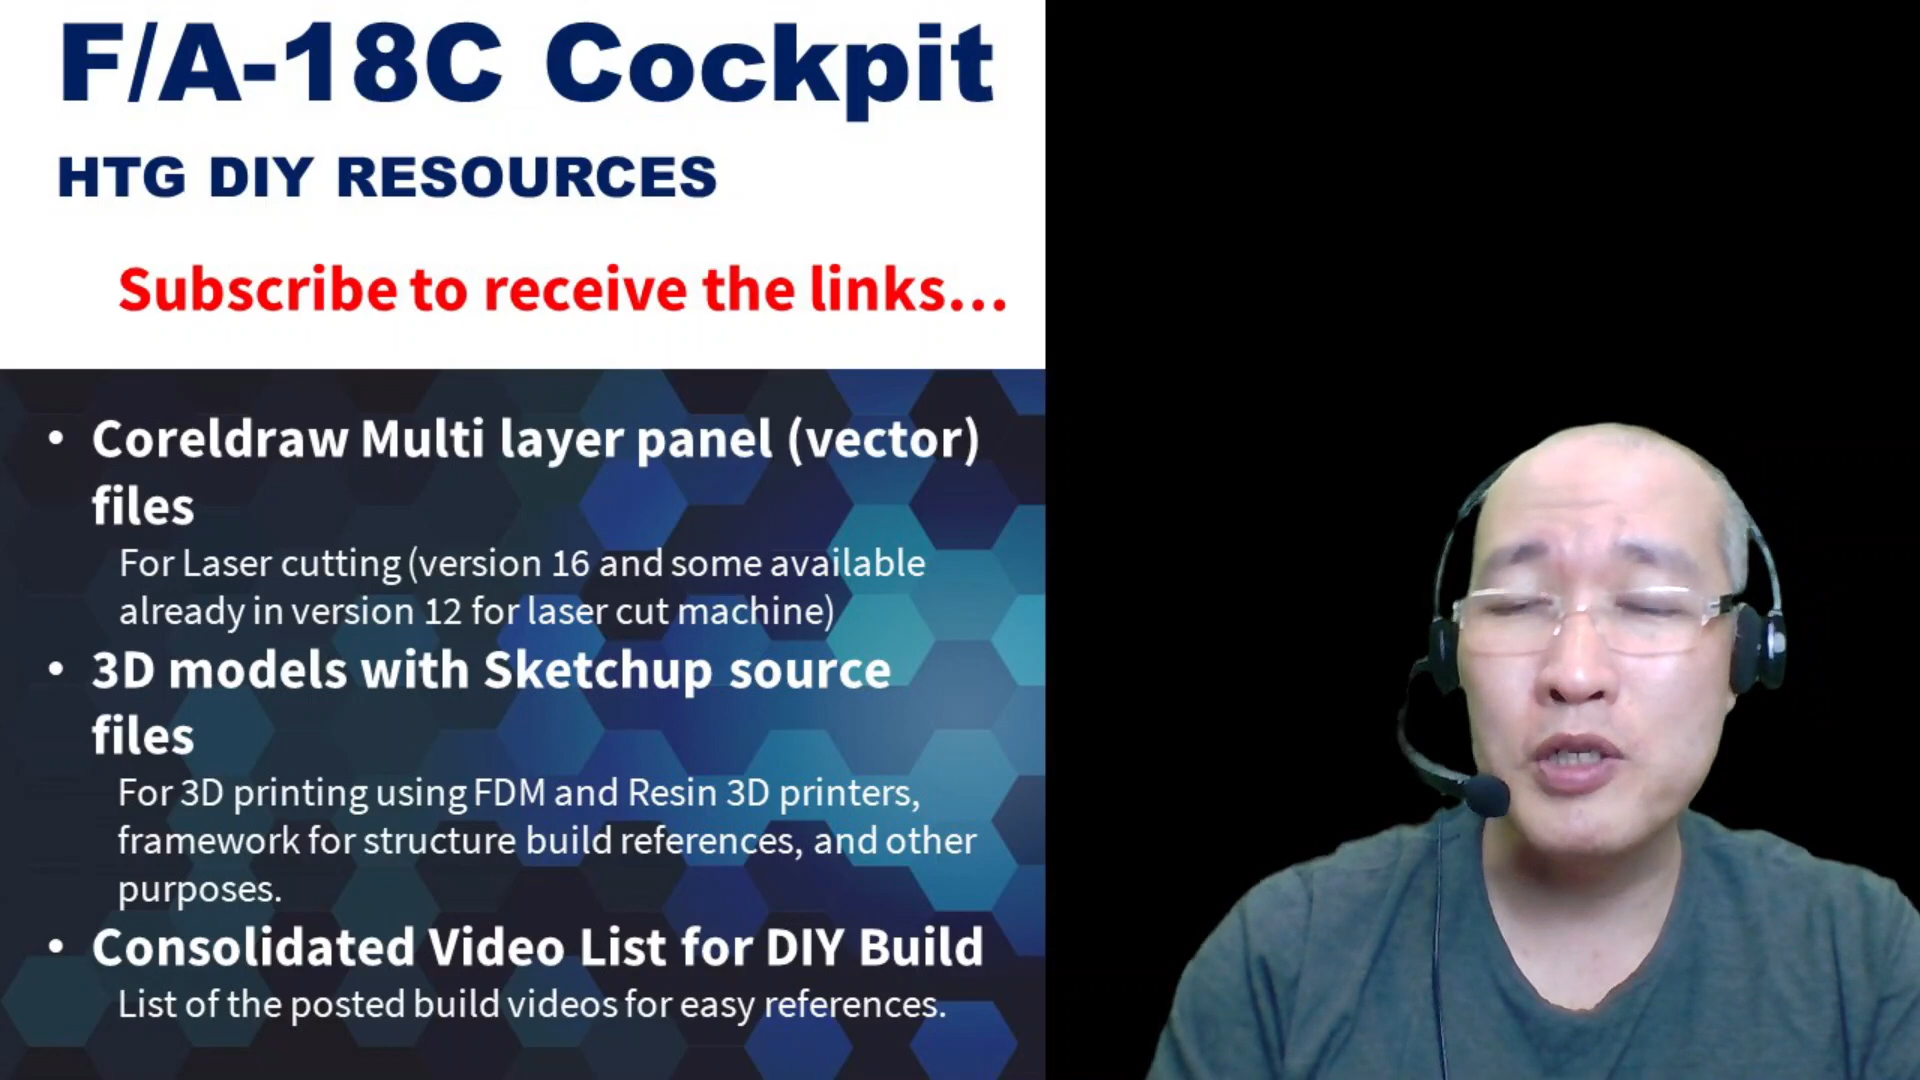 F/A-18C Cockpit
HTG DIY RESOURCES
Subscribe to receive the links...
• Coreldraw Multi layer panel (vector)
files
For Laser cutting (version 16 and some available
already in version 12 for laser cut machine)
• 3D models with Sketchup source
files
For 3D printing using FDM and Resin 3D printers,
framework for structure build references, and other
purposes.
• Consolidated Video List for DIY Build
List of the posted build videos for easy references.